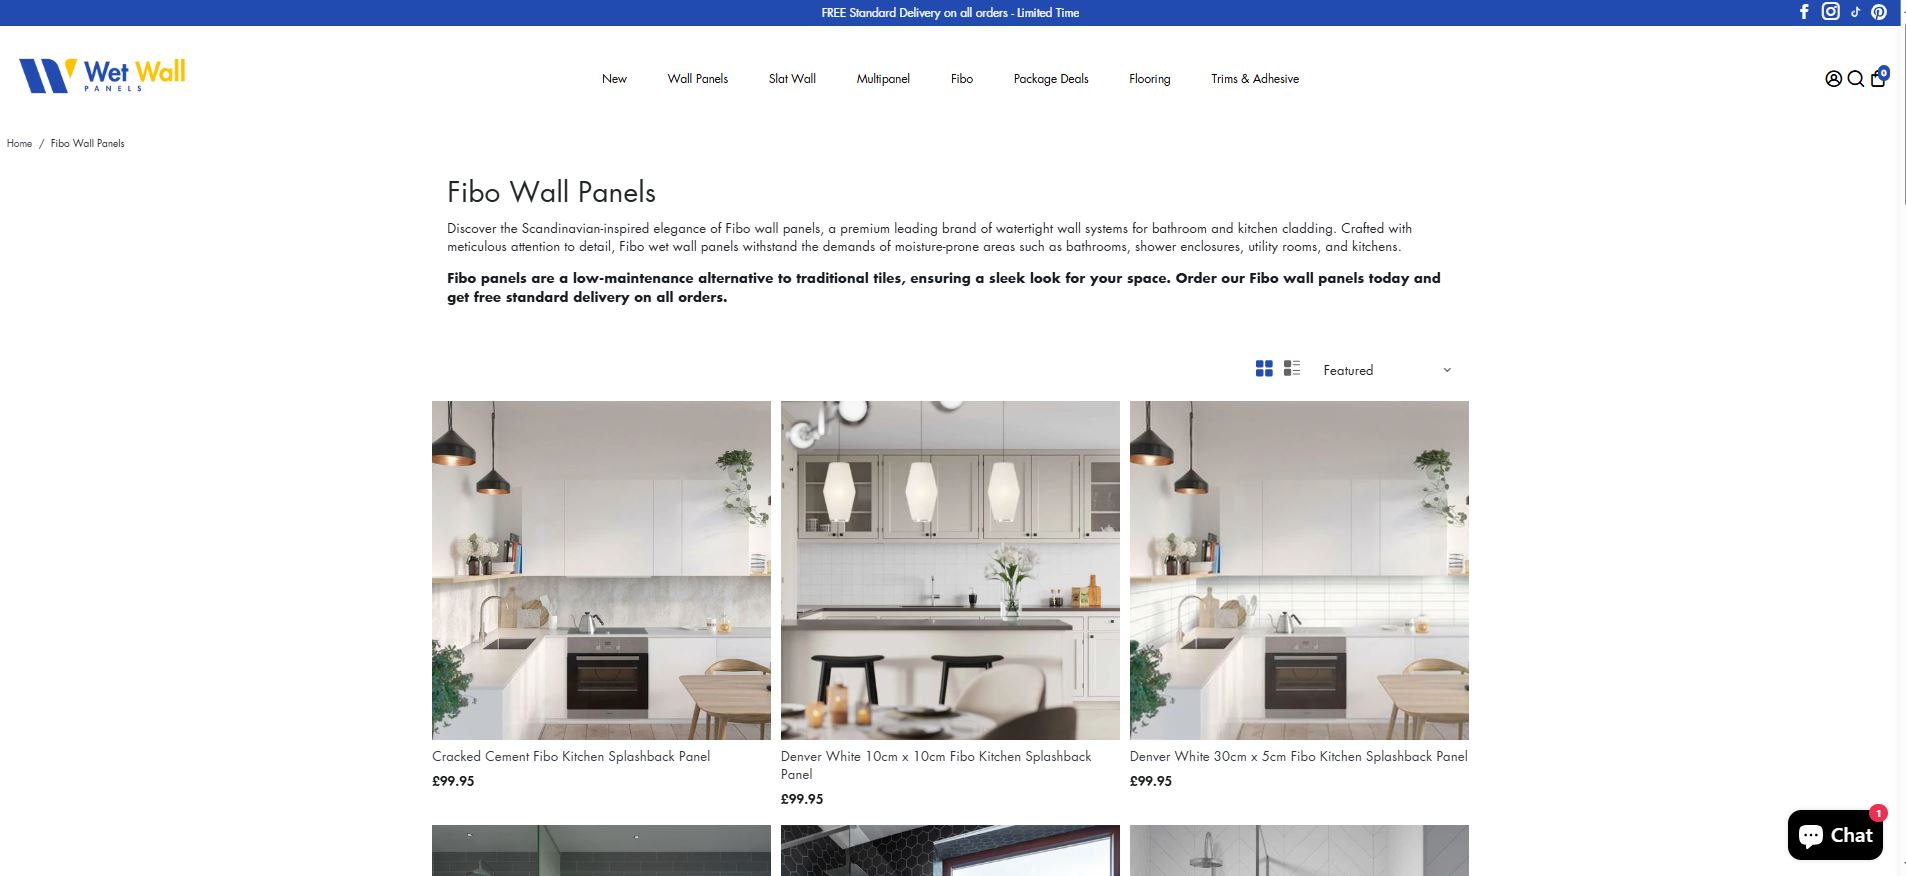 FREE Standard Delivery on all orders - Limited Time
Wet Wall
PANELS
New
Wall Panels
Slat Wall
Multipanel
Fibo
Package Deals
Flooring
Trims & Adhesive
0
Home / Fibo Wall Panels
Fibo Wall Panels
Discover the Scandinavian-inspired elegance of Fibo wall panels, a premium leading brand of watertight wall systems for bathroom and kitchen cladding. Crafted with
meticulous attention to detail, Fibo wet wall panels withstand the demands of moisture-prone areas such as bathrooms, shower enclosures, utility rooms, and kitchens.
Fibo panels are a low-maintenance alternative to traditional tiles, ensuring a sleek look for your space. Order our Fibo wall panels today and
get free standard delivery on all orders.
Featured
Cracked Cement Fibo Kitchen Splashback Panel
£99.95
Denver White 10cm x 10cm Fibo Kitchen Splashback
Panel
£99.95
Denver White 30cm x 5cm Fibo Kitchen Splashback Panel
£99.95
1
Chat